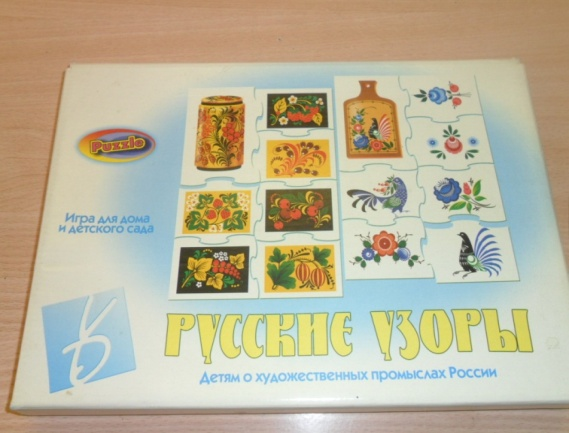 Puzzle
Игра для дома
и детского сада
РУССКИЕ УЗОРЫ
Детям о художественных промыслах России